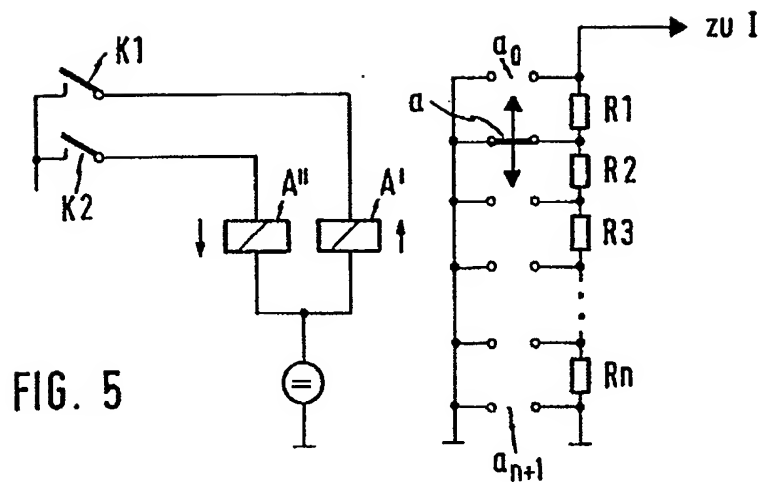 zu I
K1
a₀
a
R1
K2
R2
A" A'
R3
Rn
FIG. 5
aₙ₊₁